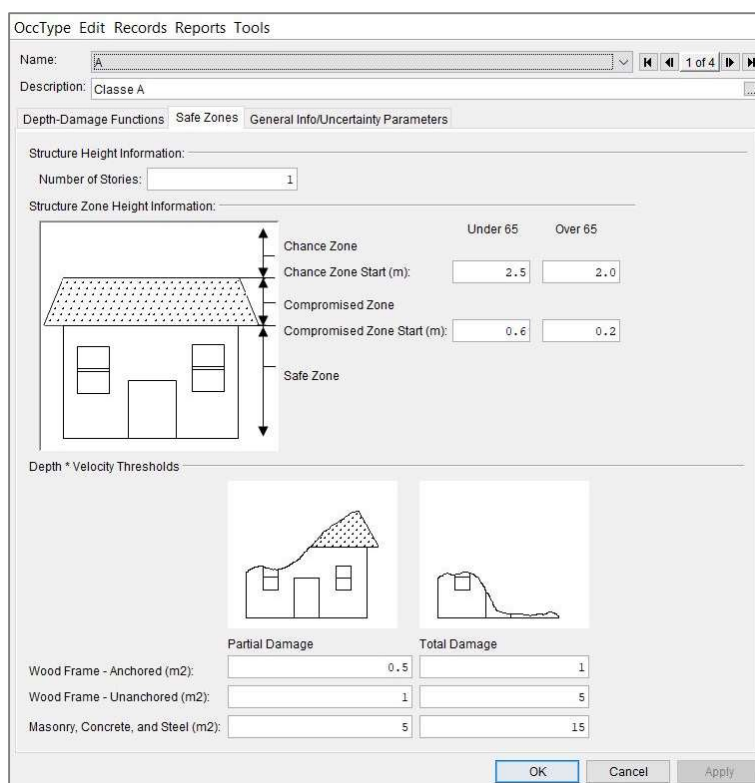 OccType Edit Records Reports Tools
Name: A 1 of 4
Description: Classe A ...
Depth-Damage Functions Safe Zones General Info/Uncertainty Parameters
Structure Height Information:
Number of Stories: 1
Structure Zone Height Information:
Under 65 Over 65
Chance Zone
Chance Zone Start (m): 2.5 2.0
Compromised Zone
Compromised Zone Start (m): 0.6 0.2
Safe Zone
Depth * Velocity Thresholds
Partial Damage Total Damage
Wood Frame - Anchored (m2): 0.5 1
Wood Frame - Unanchored (m2): 1 5
Masonry, Concrete, and Steel (m2): 5 15
OK Cancel Apply